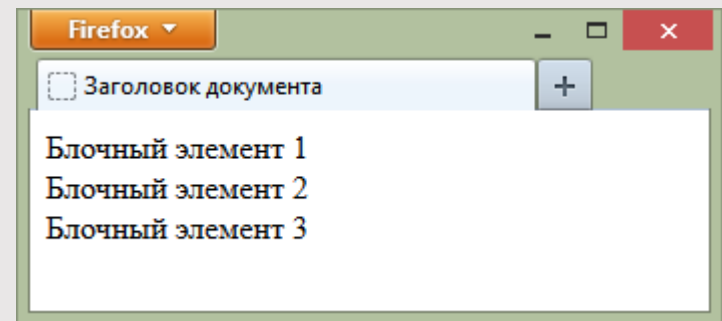 Firefox
Заголовок документа
Блочный элемент 1
Блочный элемент 2
Блочный элемент 3